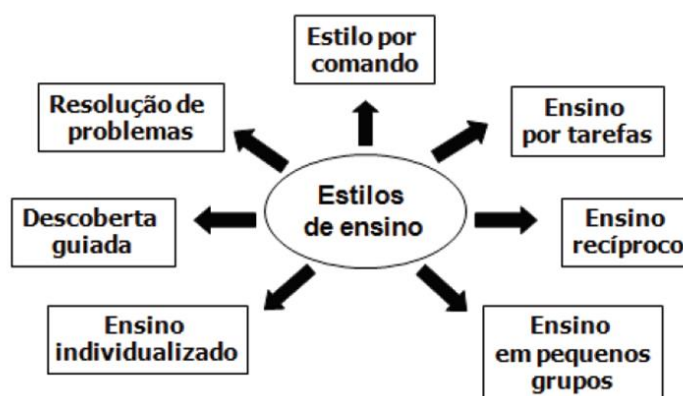 Estilo por
comando
Resolução de
problemas
Ensino
por tarefas
Estilos
de ensino
Descoberta
guiada
Ensino
recíproco
Ensino
individualizado
Ensino
em pequenos
grupos